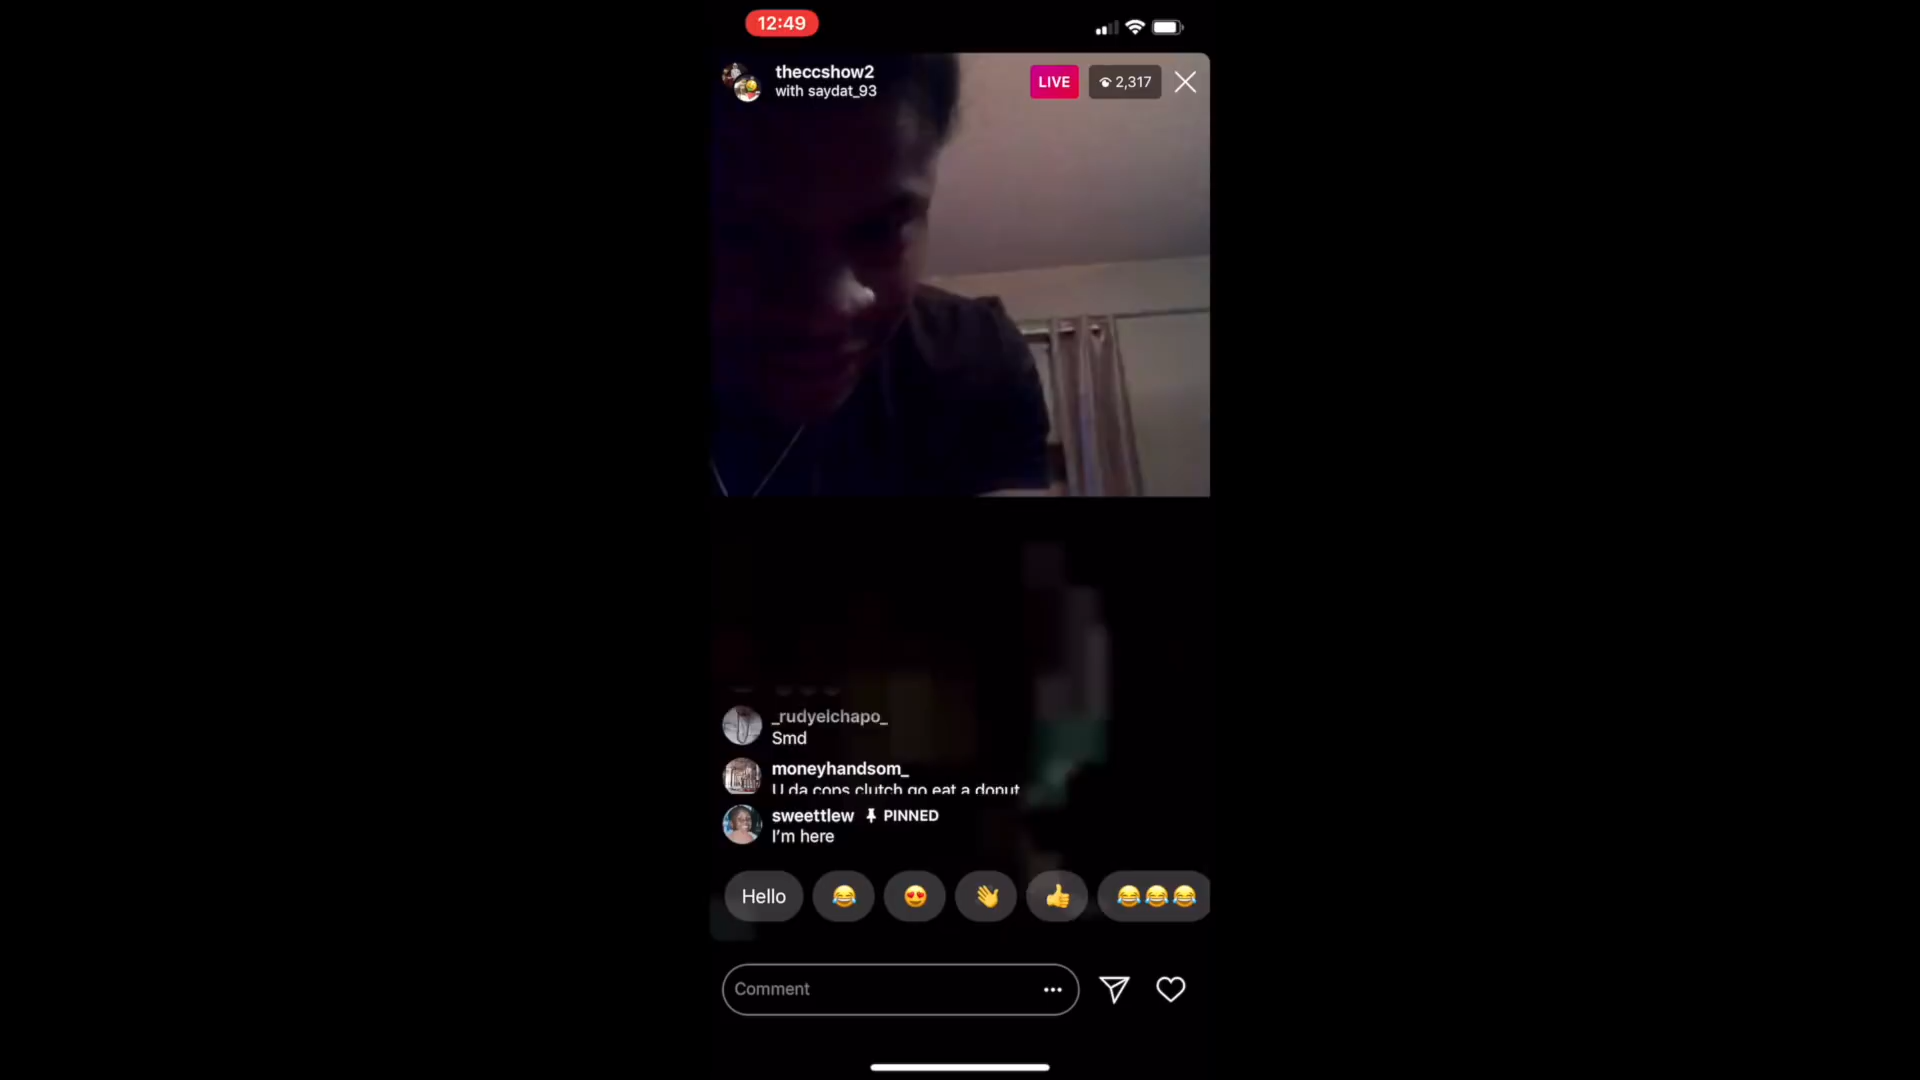 12:49
theccshow2
with saydat_93
LIVE
2,317
_rudyelchapo_
Smd
moneyhandsom_
U da cops clutch go eat a donut
sweettlew PINNED
I'm here
Hello
Comment